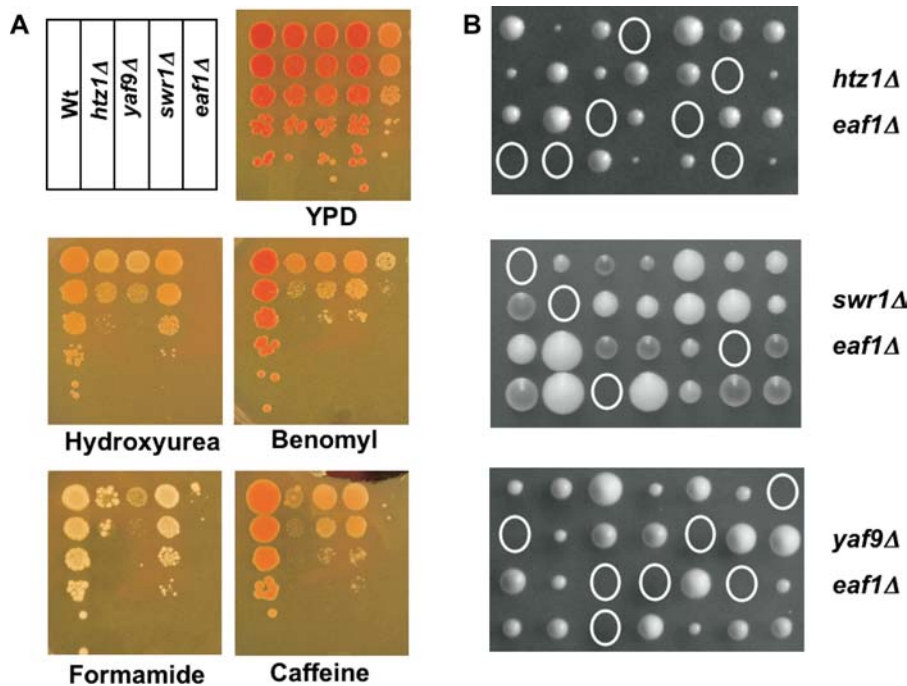 A
B
Wt
htz1Δ
yaf9Δ
swr1Δ
eaf1Δ
YPD
htz1Δ
eaf1Δ
Hydroxyurea
Benomyl
swr1Δ
eaf1Δ
Formamide
Caffeine
yaf9Δ
eaf1Δ